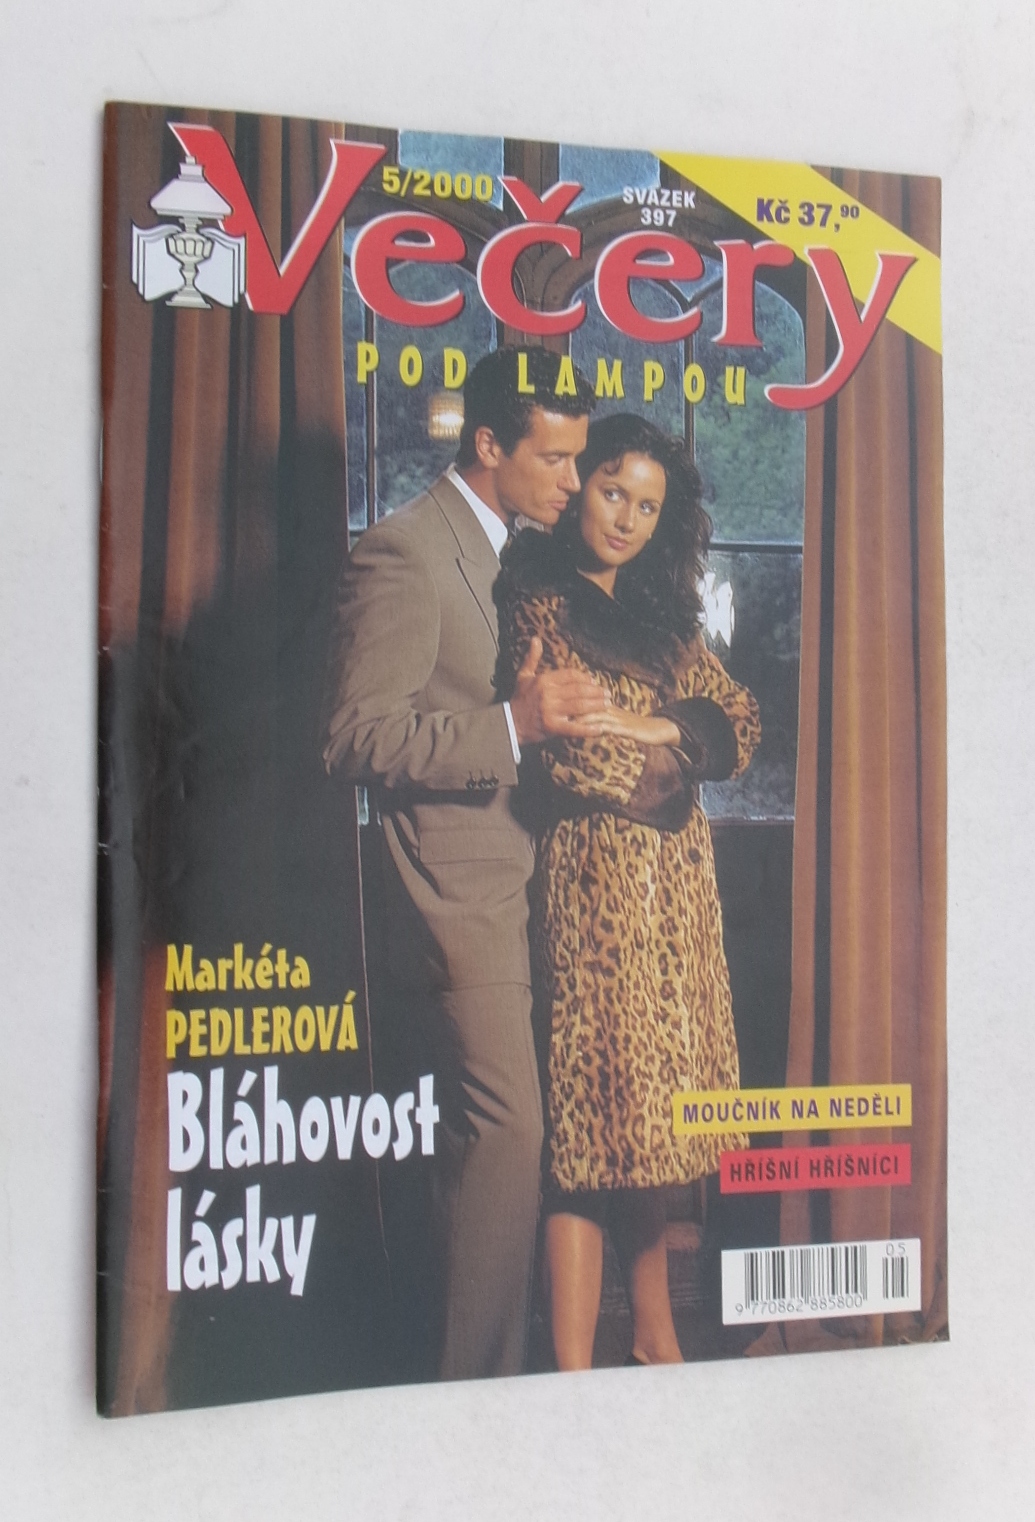 5/2000
SVAZEK
397
Kč 37,90
Večery
POD LAMPOU
Markéta
PEDLEROVÁ
Bláhovost
lásky
MOUČNÍK NA NEDĚLI
HŘÍŠNÍ HŘÍŠNÍCI
05
9 770862 885800